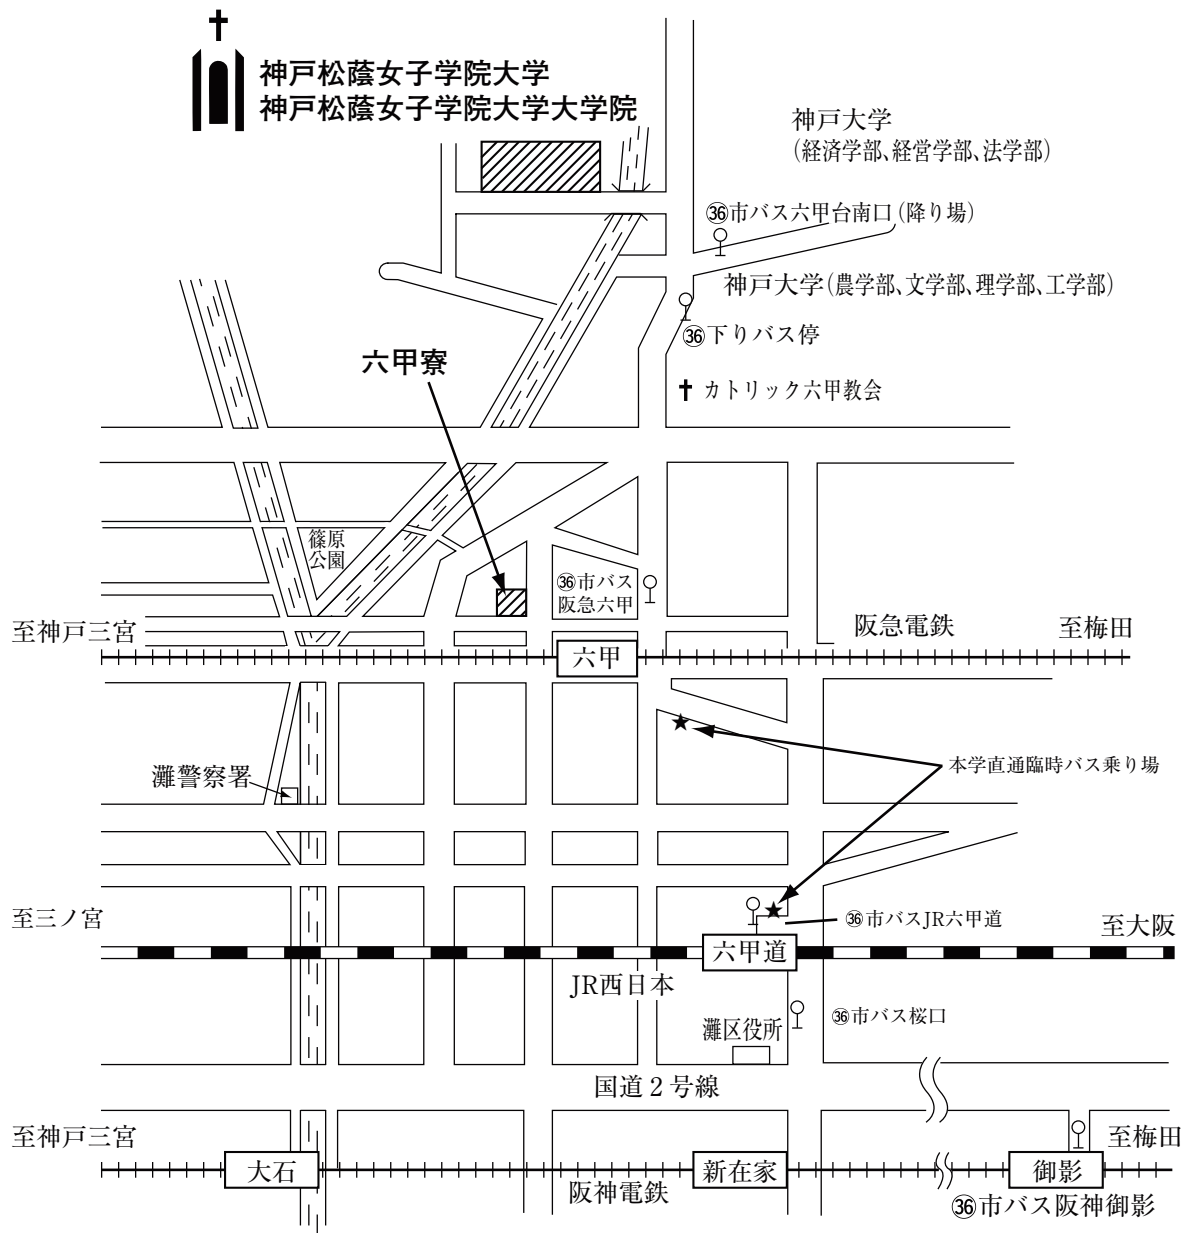 神戸松蔭女子学院大学
神戸松蔭女子学院大学大学院
神戸大学
(経済学部、経営学部、法学部)
㊱市バス六甲台南口(降り場)
神戸大学(農学部、文学部、理学部、工学部)
㊱下りバス停
六甲寮
カトリック六甲教会
篠原
公園
㊱市バス
阪急六甲
至神戸三宮
阪急電鉄
至梅田
六甲
灘警察署
本学直通臨時バス乗り場
至三ノ宮
㊱市バスJR六甲道
至大阪
六甲道
JR西日本
㊱市バス桜口
灘区役所
国道2号線
至神戸三宮
至梅田
大石
新在家
御影
阪神電鉄
㊱市バス阪神御影